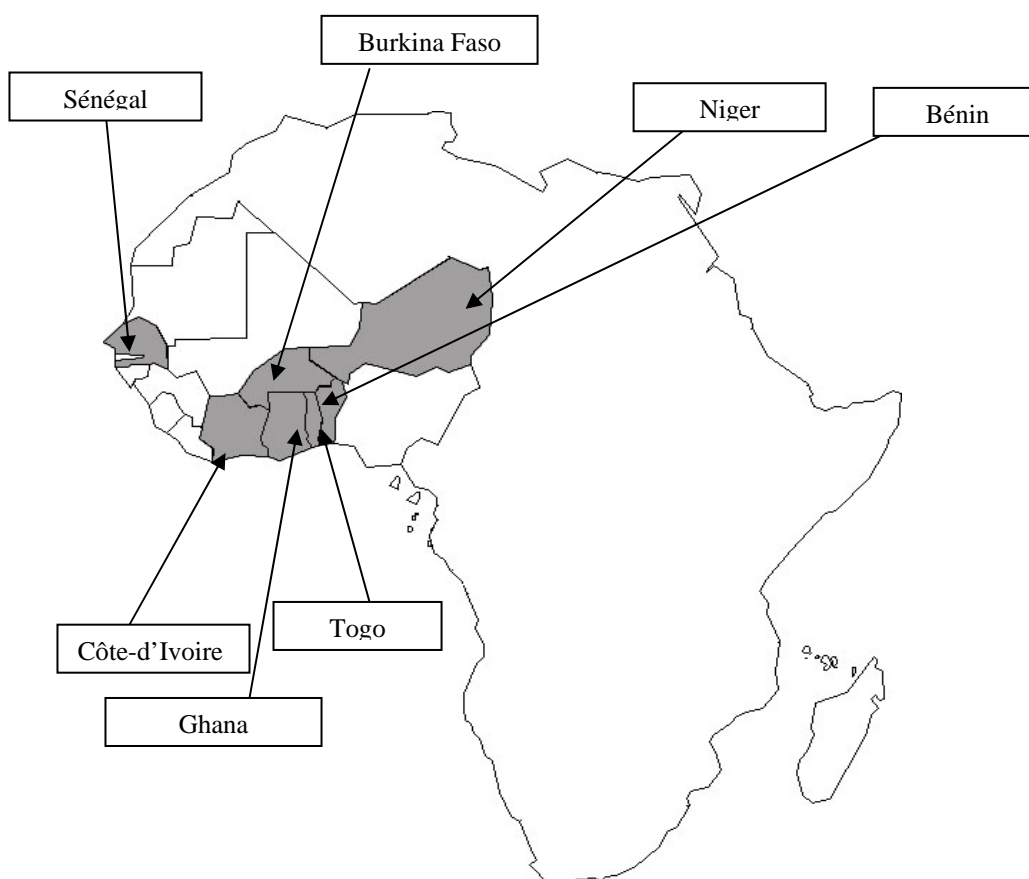 Burkina Faso
Sénégal
Niger
Bénin
Togo
Côte-d'Ivoire
Ghana